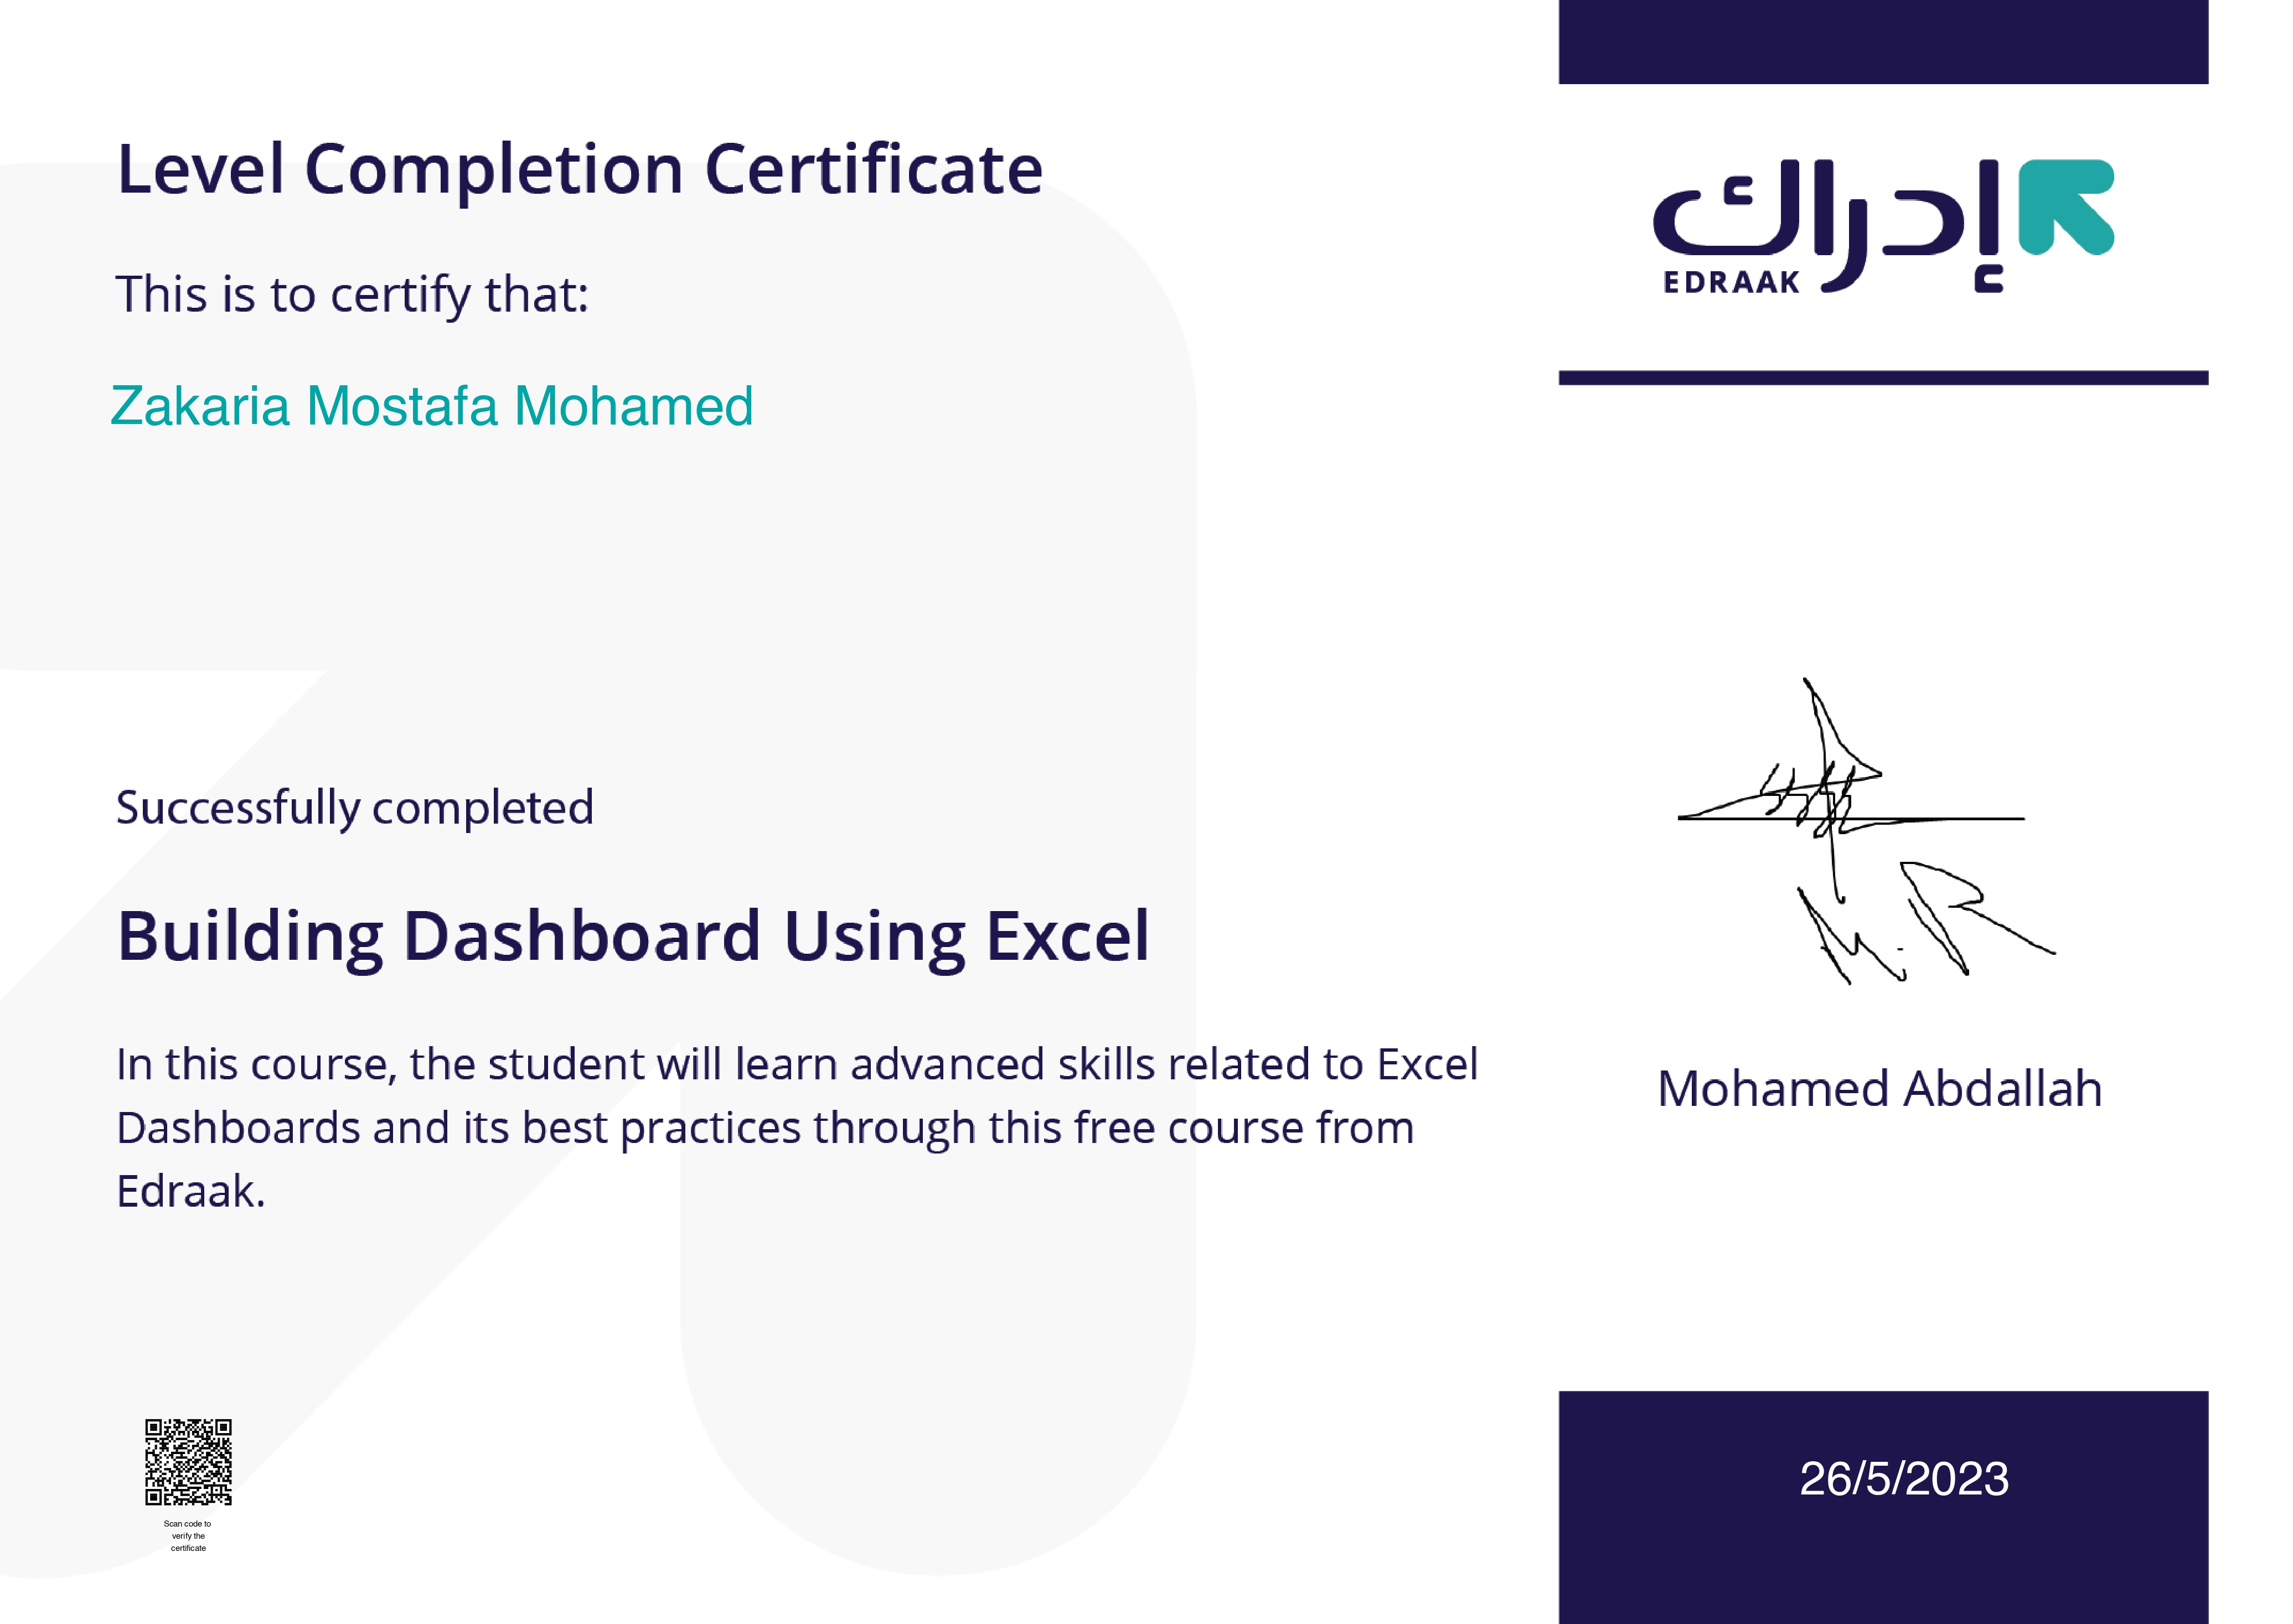 Level Completion Certificate
This is to certify that:
Zakaria Mostafa Mohamed
Successfully completed
Building Dashboard Using Excel
In this course, the student will learn advanced skills related to Excel
Dashboards and its best practices through this free course from
Edraak.
Scan code to
verify the
certificate
إدراك
EDRAAK
M.R
Mohamed Abdallah
26/5/2023